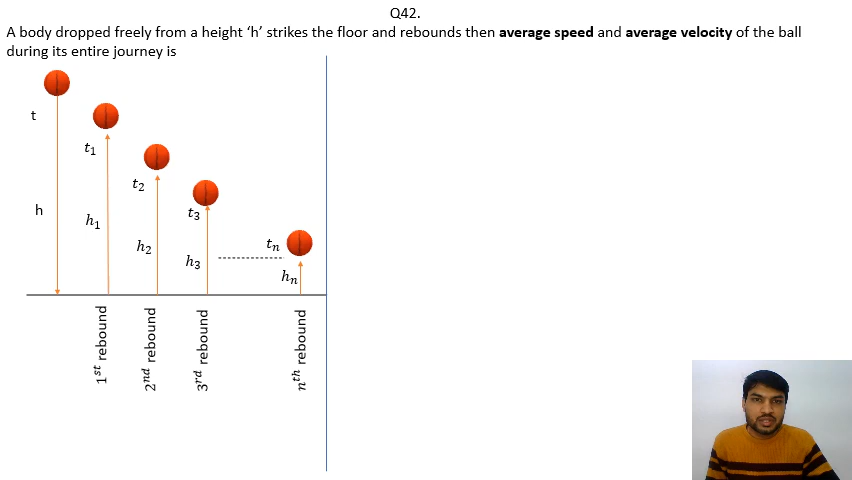 Q42.
A body dropped freely from a height ‘h’ strikes the floor and rebounds then average speed and average velocity of the ball
during its entire journey is
t
t₁
t₂
t₃
tₙ
h
h₁
h₂
h₃
hₙ
1ˢᵗ rebound
2ⁿᵈ rebound
3ʳᵈ rebound
nᵗʰ rebound